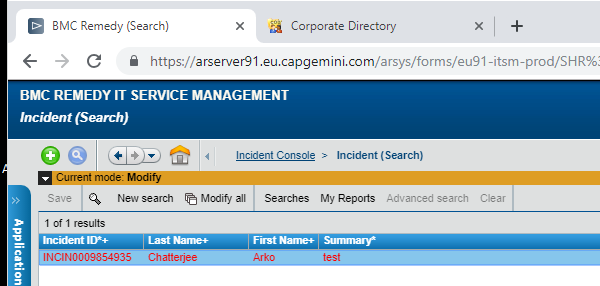 BMC Remedy (Search)
Corporate Directory
https://arserver91.eu.capgemini.com/arsys/forms/eu91-itsm-prod/SHR%3
BMC REMEDY IT SERVICE MANAGEMENT
Incident (Search)
Incident Console > Incident (Search)
Current mode: Modify
Save New search Modify all Searches My Reports Advanced search Clear
1 of 1 results
Incident ID*+ Last Name+ First Name+ Summary*
INCIN0009854935 Chatterjee Arko test
Application